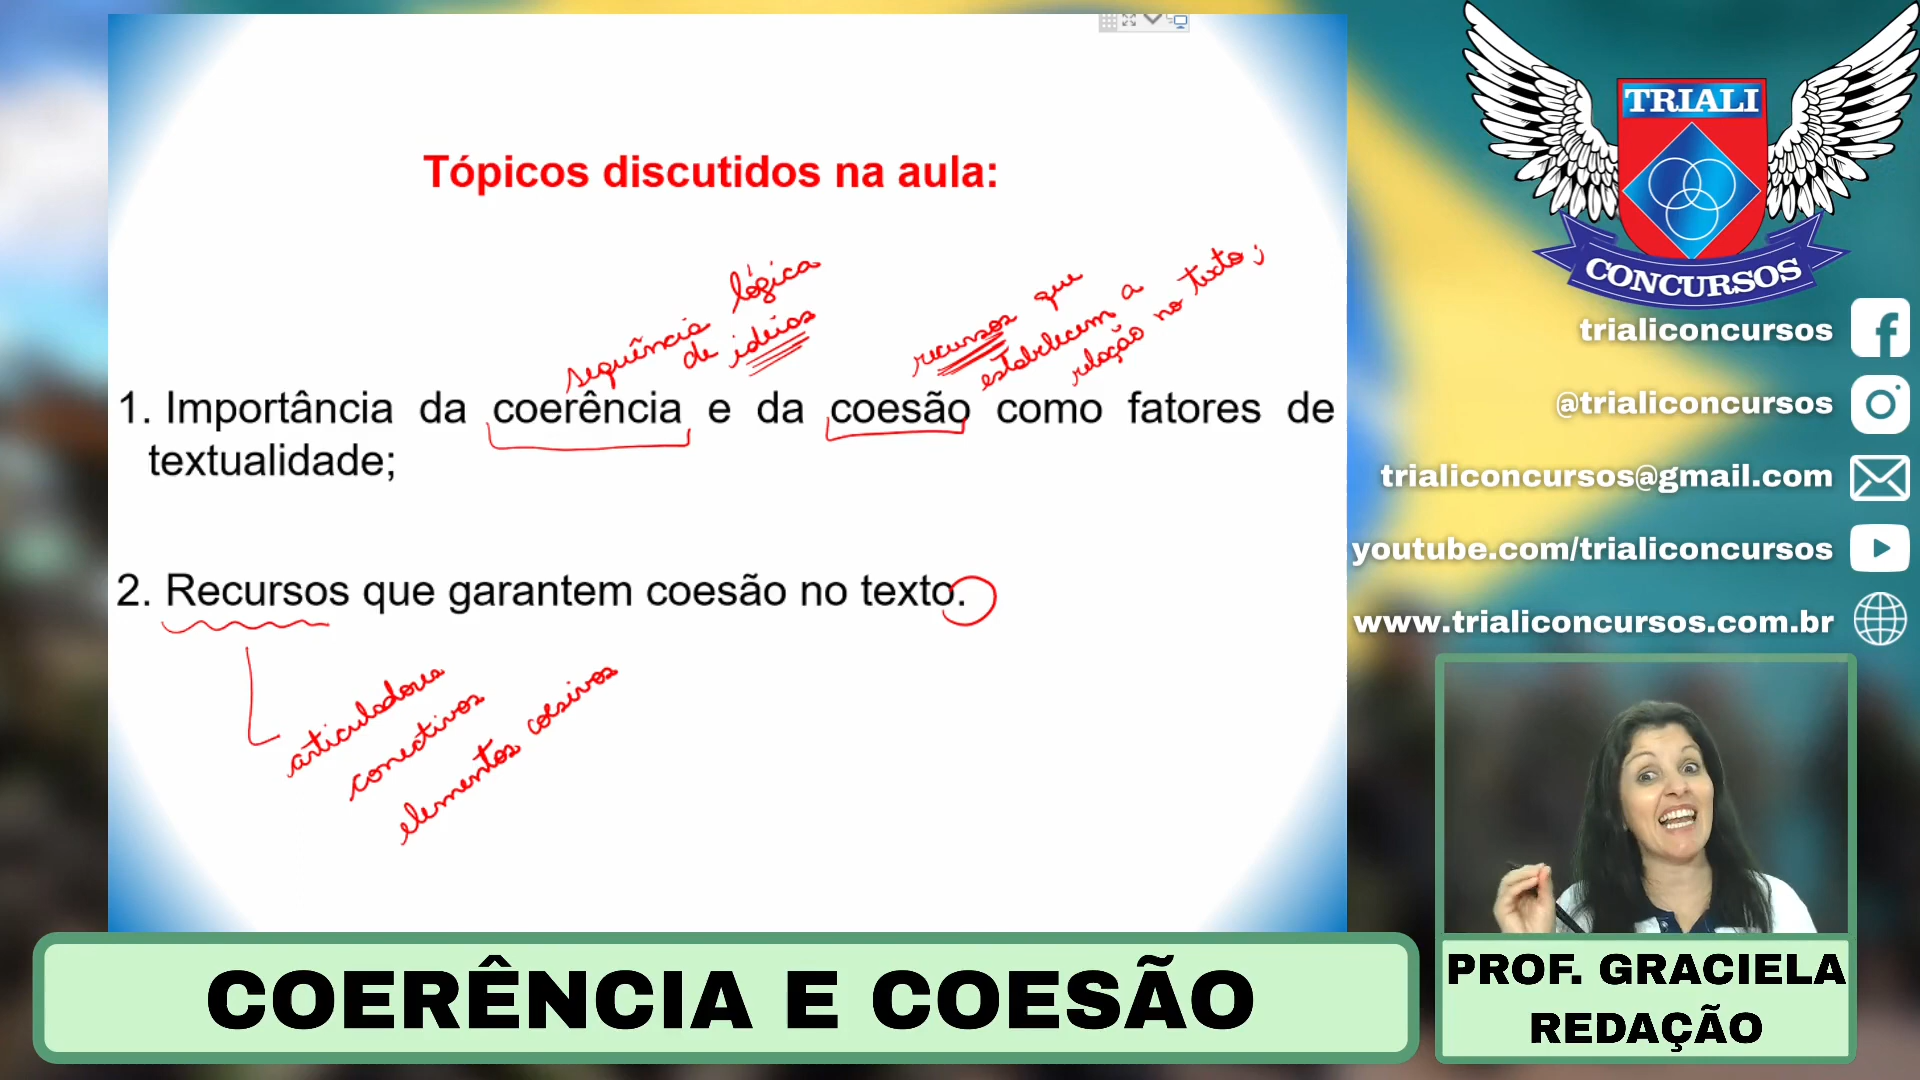 Tópicos discutidos na aula:
sequência lógica
de ideias
recursos que
estabelecem a
relação no texto;
1. Importância da coerência e da coesão como fatores de
textualidade;
2. Recursos que garantem coesão no texto.
articuladores
conectivos
elementos coesivos
COERÊNCIA E COESÃO
TRIALI
CONCURSOS
trialiconcursos
@trialiconcursos
trialiconcursos@gmail.com
youtube.com/trialiconcursos
www.trialiconcursos.com.br
PROF. GRACIELA
REDAÇÃO